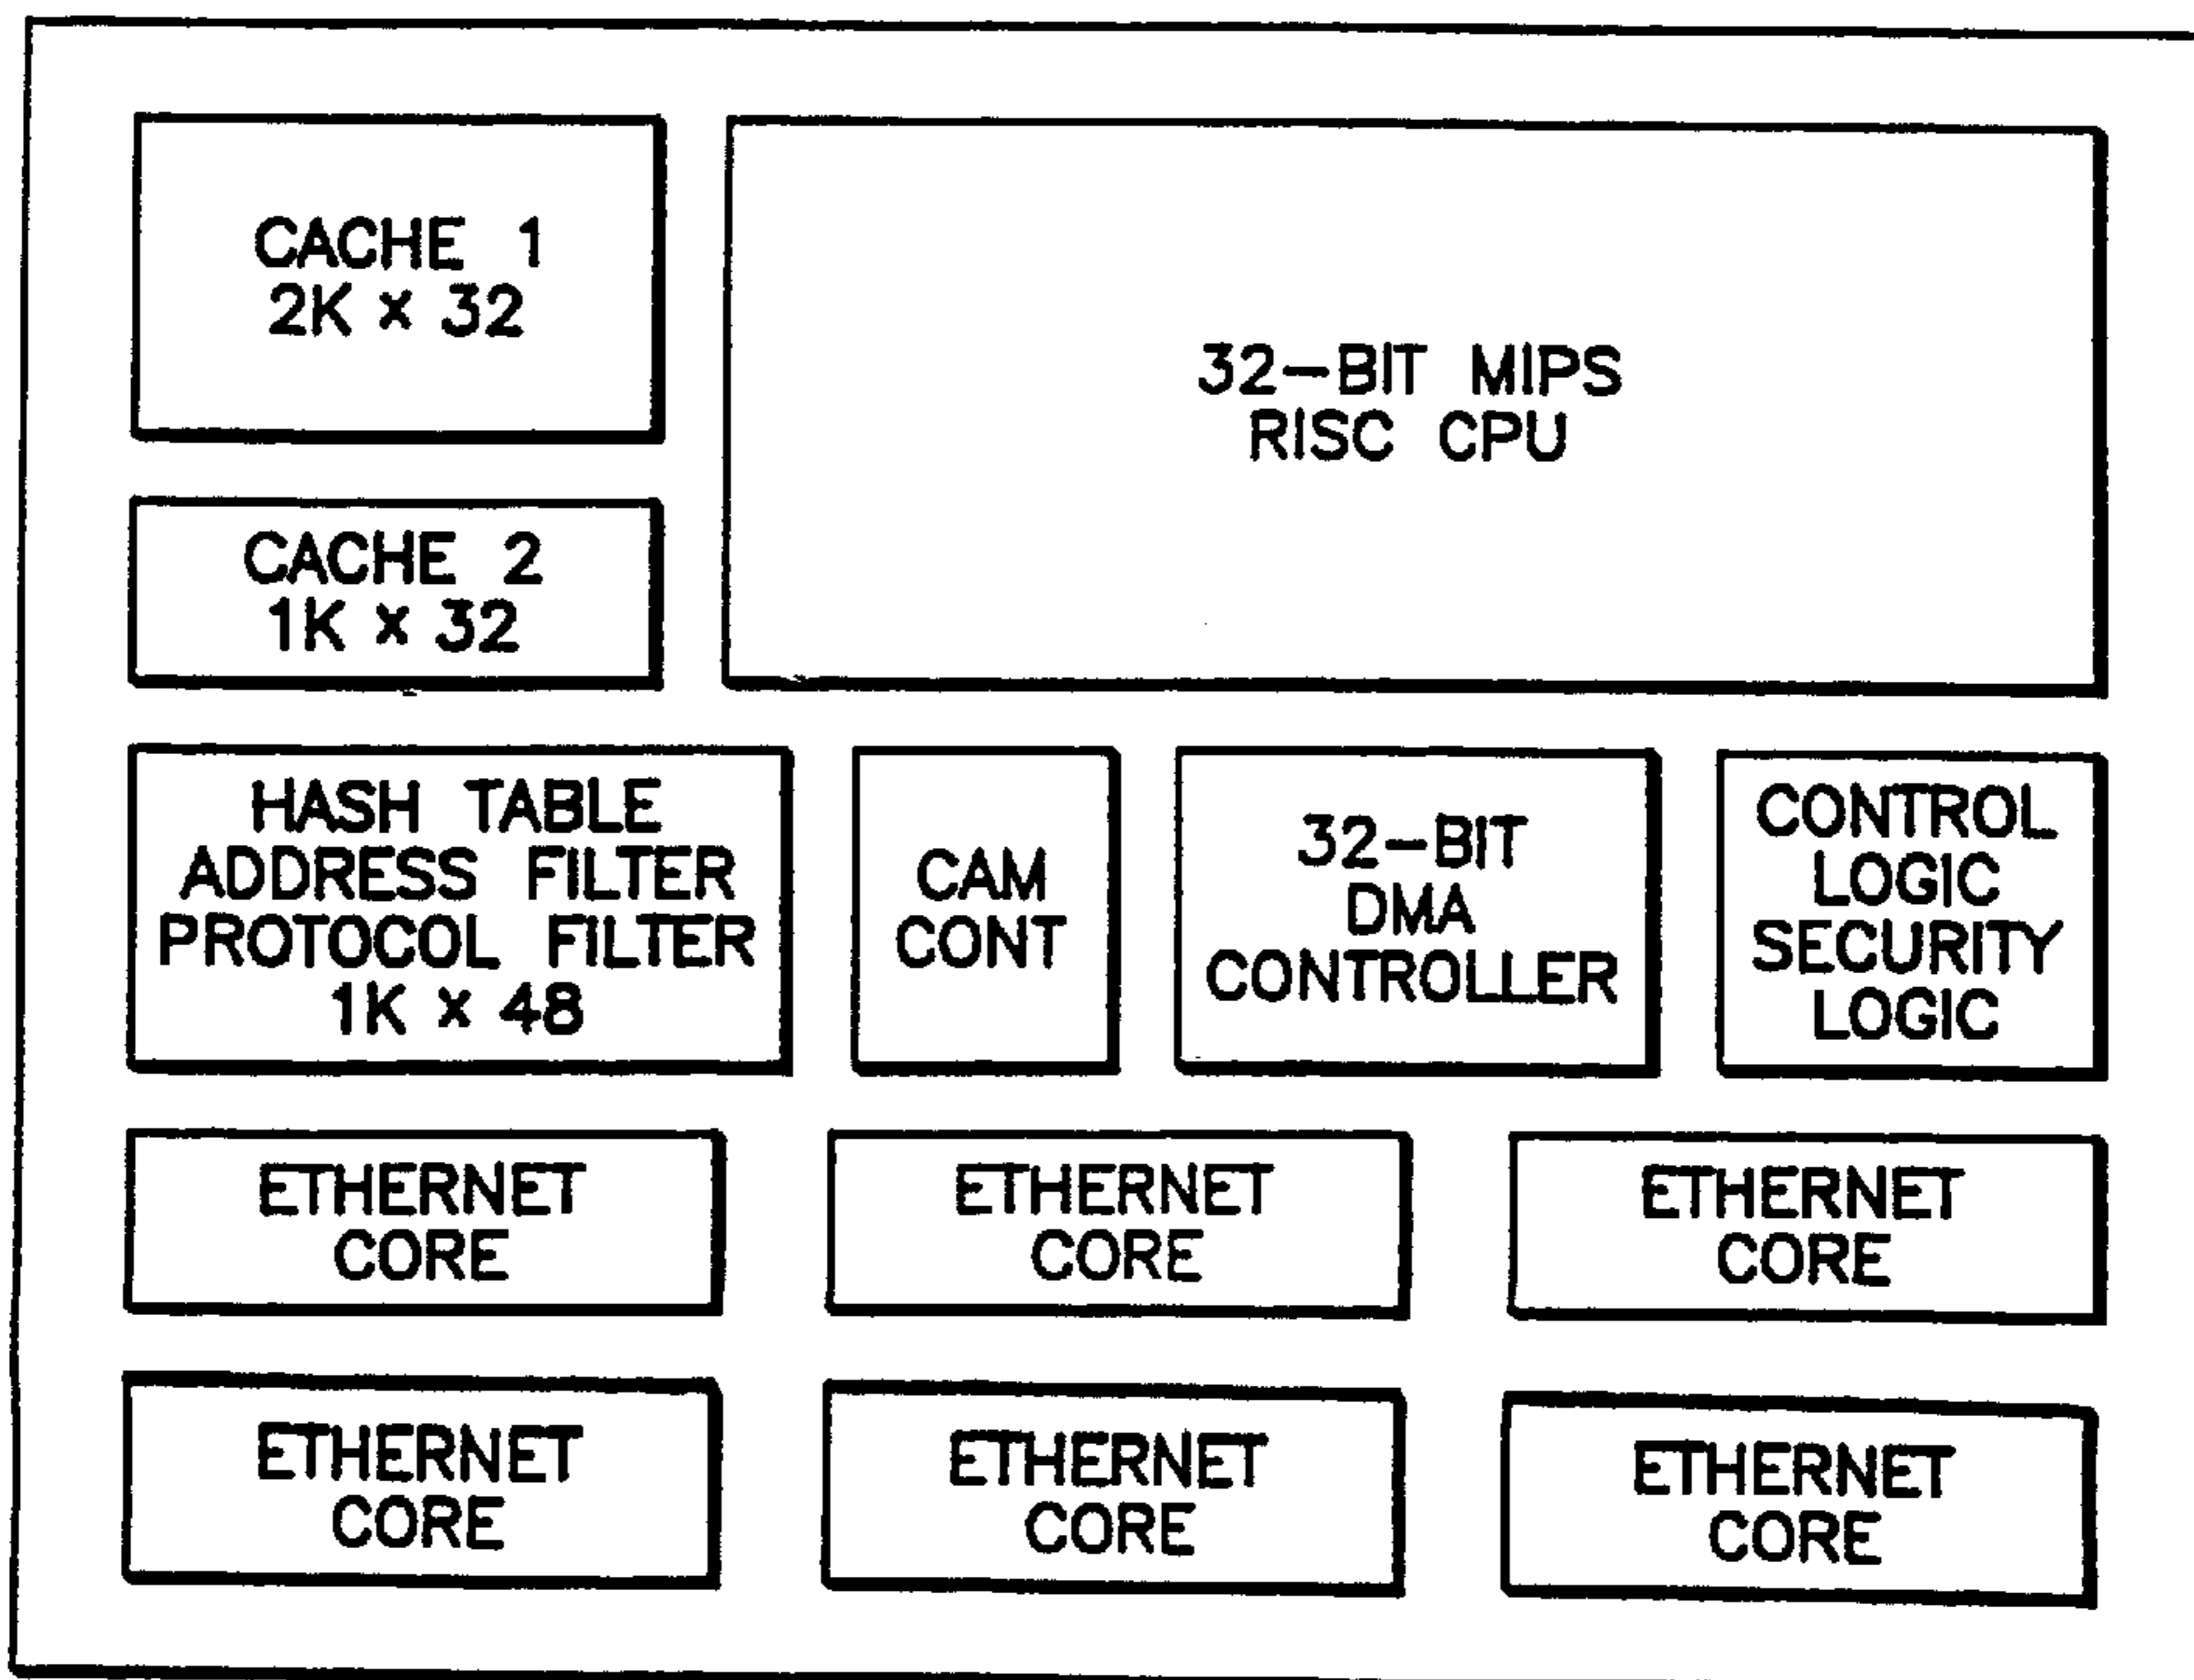 CACHE 1
2K x 32
32-BIT MIPS
RISC CPU
CACHE 2
1K x 32
HASH TABLE
ADDRESS FILTER
PROTOCOL FILTER
1K x 48
CAM
CONT
32-BIT
DMA
CONTROLLER
CONTROL
LOGIC
SECURITY
LOGIC
ETHERNET
CORE
ETHERNET
CORE
ETHERNET
CORE
ETHERNET
CORE
ETHERNET
CORE
ETHERNET
CORE